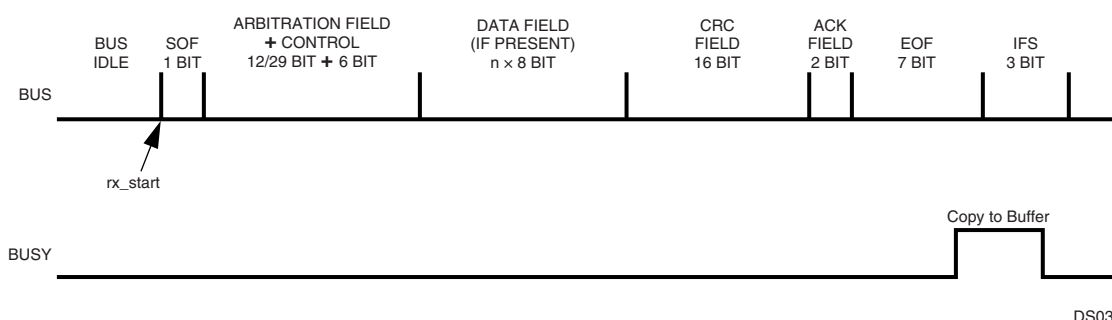 BUS
IDLE
SOF
1 BIT
ARBITRATION FIELD
+ CONTROL
12/29 BIT + 6 BIT
DATA FIELD
(IF PRESENT)
n × 8 BIT
CRC
FIELD
16 BIT
ACK
FIELD
2 BIT
EOF
7 BIT
IFS
3 BIT
BUS
rx_start
Copy to Buffer
BUSY
DS03